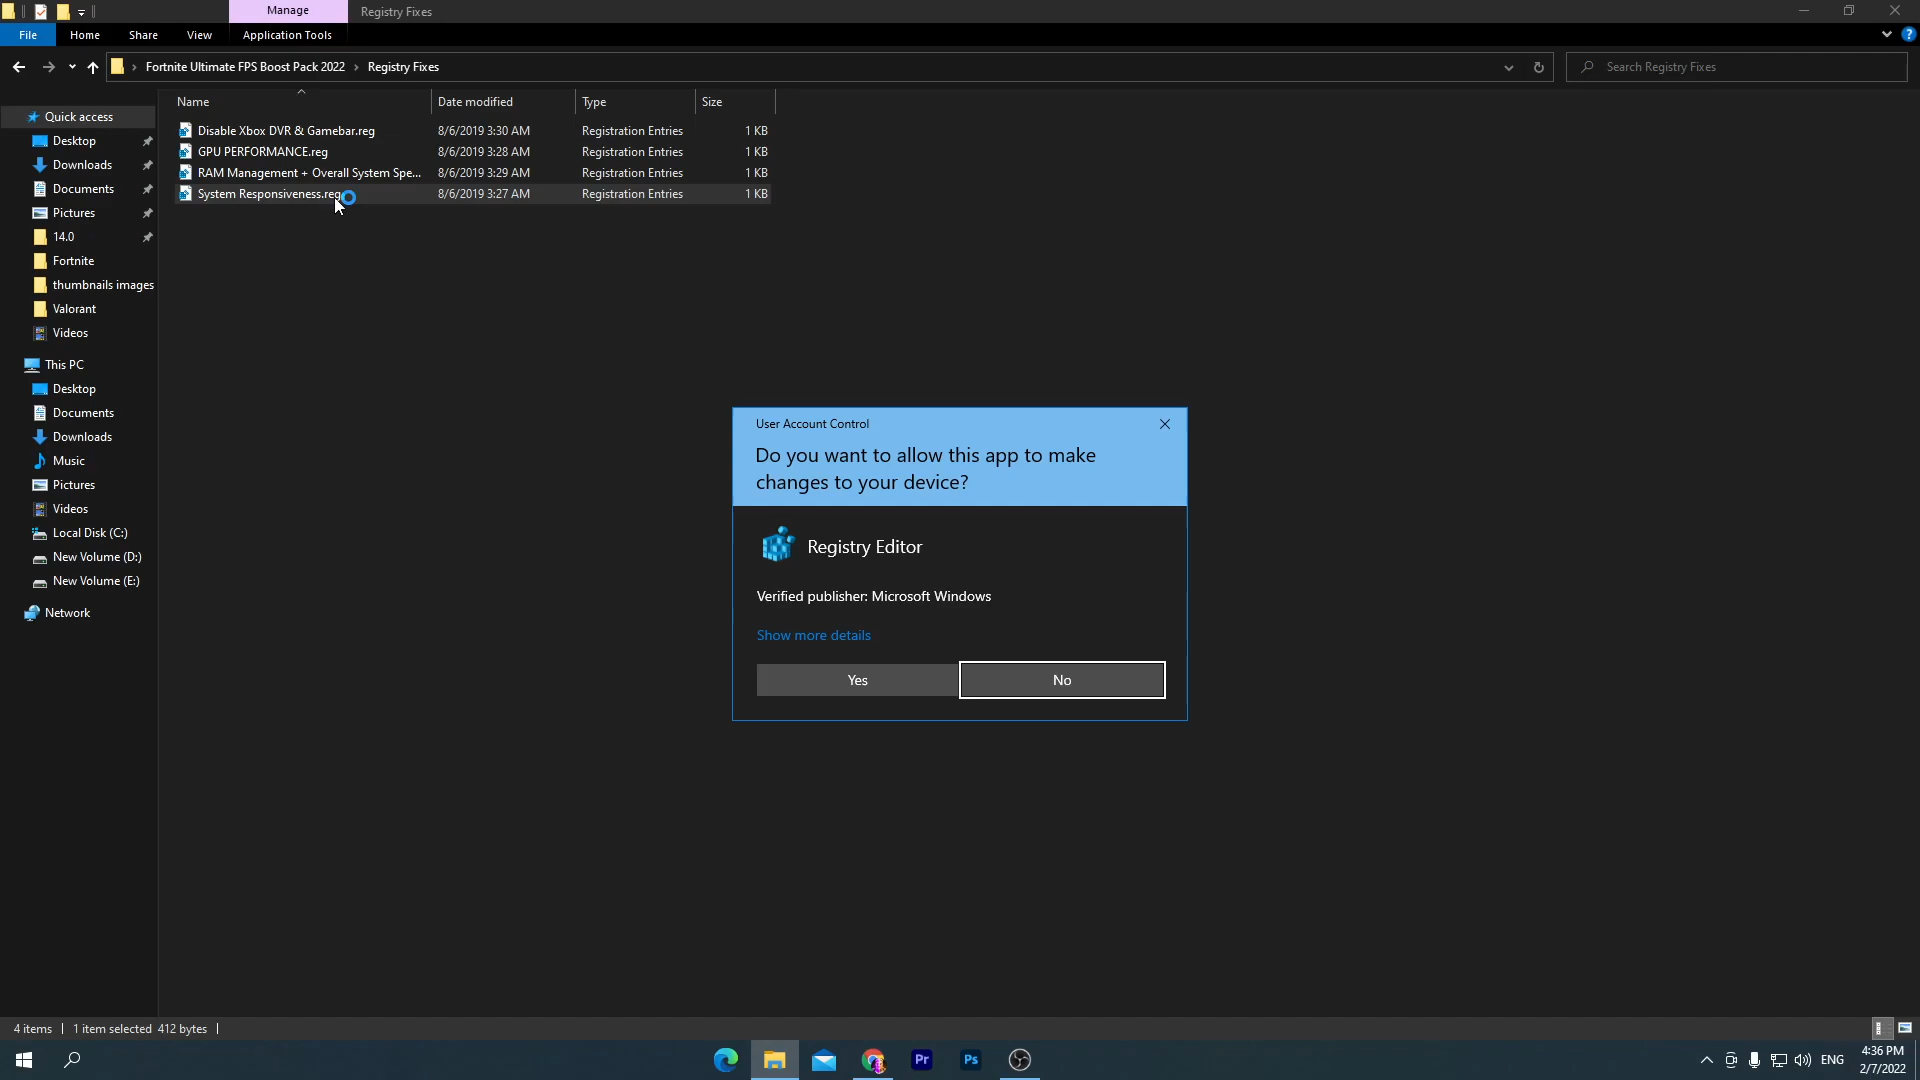 Manage
Registry Fixes
File
Home
Share
View
Application Tools
Fortnite Ultimate FPS Boost Pack 2022 > Registry Fixes
Search Registry Fixes
Name
Date modified
Type
Size
Disable Xbox DVR & Gamebar.reg 8/6/2019 3:30 AM Registration Entries 1 KB
GPU PERFORMANCE.reg 8/6/2019 3:28 AM Registration Entries 1 KB
RAM Management + Overall System Spe... 8/6/2019 3:29 AM Registration Entries 1 KB
System Responsiveness.reg 8/6/2019 3:27 AM Registration Entries 1 KB
Quick access
Desktop
Downloads
Documents
Pictures
14.0
Fortnite
thumbnails images
Valorant
Videos
This PC
Desktop
Documents
Downloads
Music
Pictures
Videos
Local Disk (C:)
New Volume (D:)
New Volume (E:)
Network
User Account Control
Do you want to allow this app to make
changes to your device?
Registry Editor
Verified publisher: Microsoft Windows
Show more details
Yes
No
4 items
1 item selected 412 bytes
Pr
Ps
ENG
4:36 PM
2/7/2022